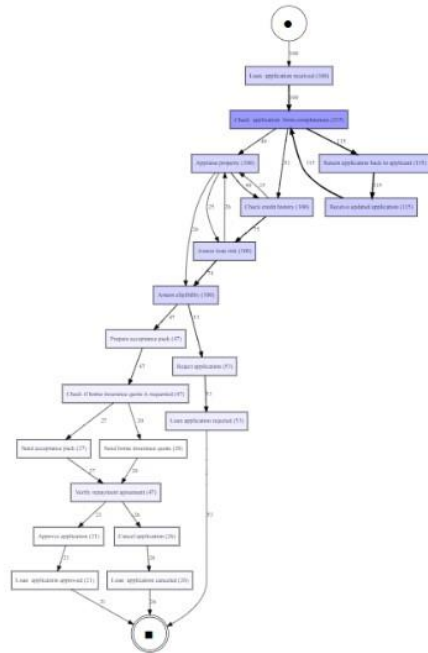 100
Loan  application received (100)
100
Check  application  form completeness (215)
115
Appraise property (100)
Return application back to applicant (115)
115
115
Check credit history (100)
Receive updated application (115)
25
75
Assess loan risk (100)
Assess eligibility (100)
47
53
Prepare acceptance pack (47)
Reject application (53)
47
53
Check if home insurance quote is requested (47)
Loan  application rejected (53)
27
20
Send acceptance pack (27)
Send home insurance quote (20)
27
20
53
Verify repayment agreement (47)
21
26
Approve application (21)
Cancel application (26)
21
26
Loan  application approved (21)
Loan  application canceled (26)
21
26